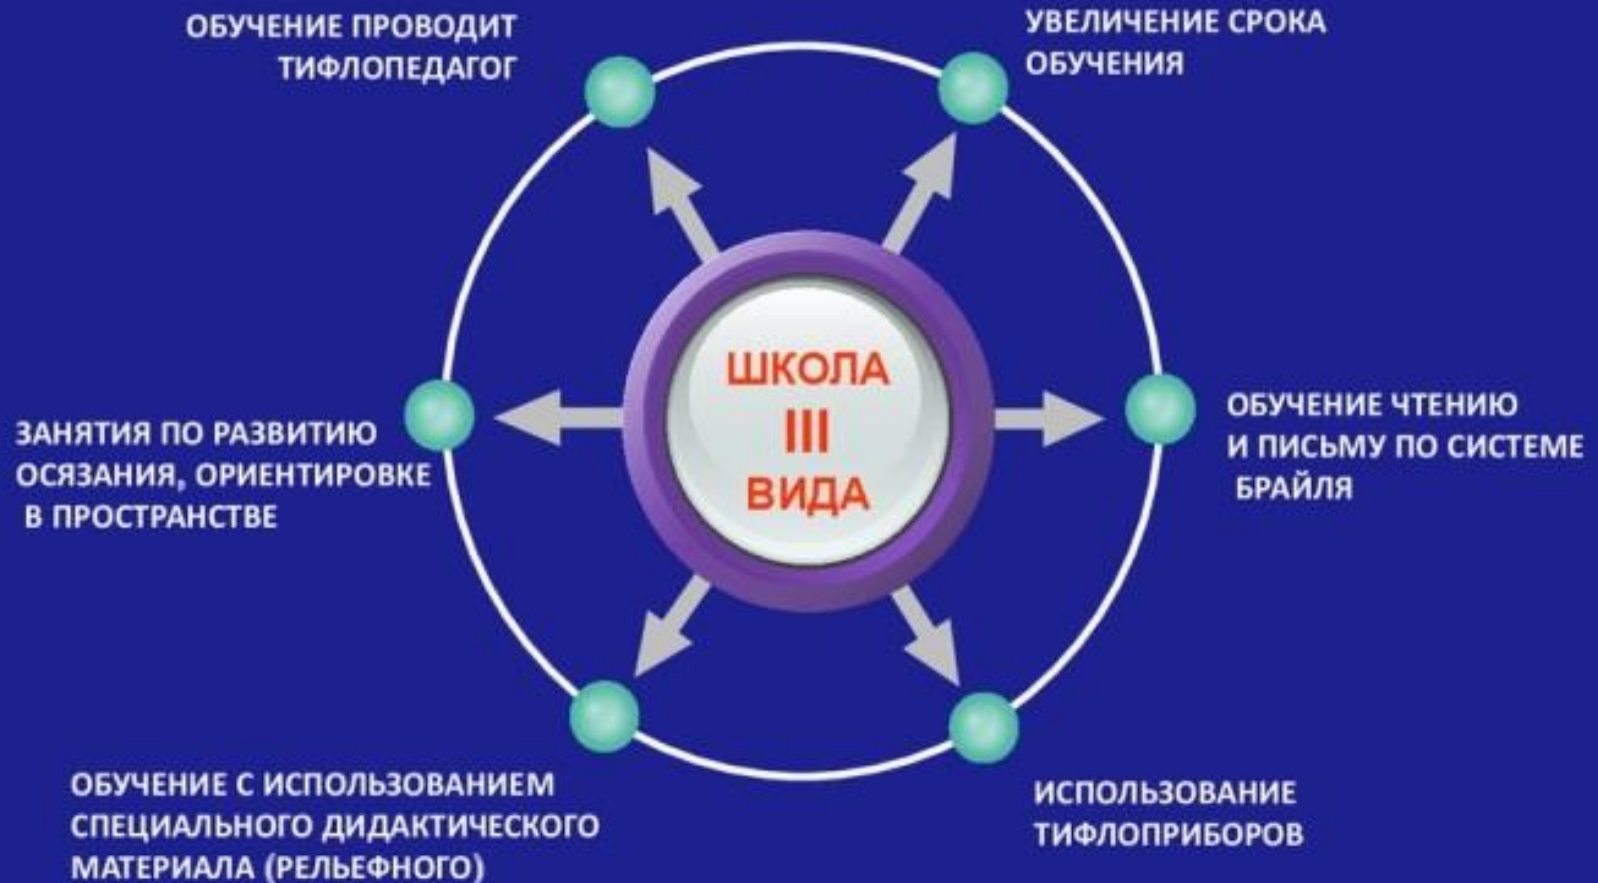 ОБУЧЕНИЕ ПРОВОДИТ
ТИФЛОПЕДАГОГ
УВЕЛИЧЕНИЕ СРОКА
ОБУЧЕНИЯ
ШКОЛА
III
ВИДА
ЗАНЯТИЯ ПО РАЗВИТИЮ
ОСЯЗАНИЯ, ОРИЕНТИРОВКЕ
В ПРОСТРАНСТВЕ
ОБУЧЕНИЕ ЧТЕНИЮ
И ПИСЬМУ ПО СИСТЕМЕ
БРАЙЛЯ
ОБУЧЕНИЕ С ИСПОЛЬЗОВАНИЕМ
СПЕЦИАЛЬНОГО ДИДАКТИЧЕСКОГО
МАТЕРИАЛА (РЕЛЬЕФНОГО)
ИСПОЛЬЗОВАНИЕ
ТИФЛОПРИБОРОВ